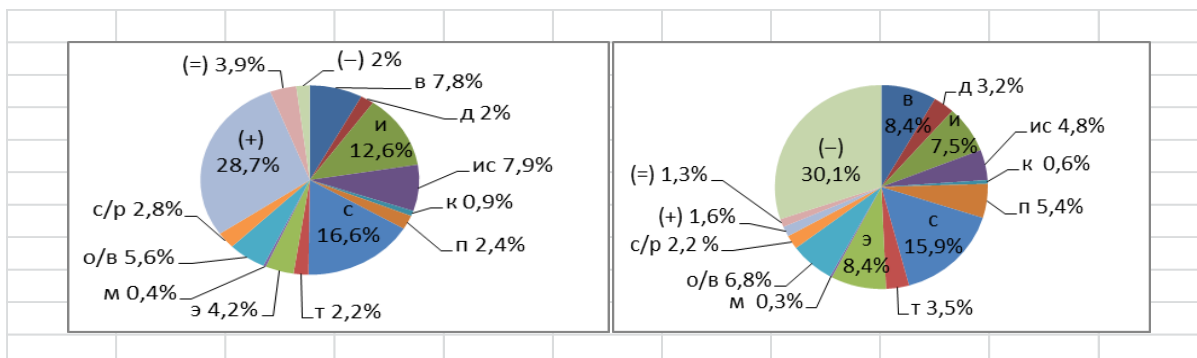 (=) 3,9%
(−) 2%
в 7,8%
д 2%
и
12,6%
ис 7,9%
к 0,9%
п 2,4%
с
16,6%
т 2,2%
э 4,2%
м 0,4%
о/в 5,6%
с/р 2,8%
(+)
28,7%
в
8,4%
д 3,2%
и
7,5%
ис 4,8%
к 0,6%
п 5,4%
с
15,9%
т 3,5%
э
8,4%
м 0,3%
о/в 6,8%
с/р 2,2 %
(+) 1,6%
(=) 1,3%
(−)
30,1%